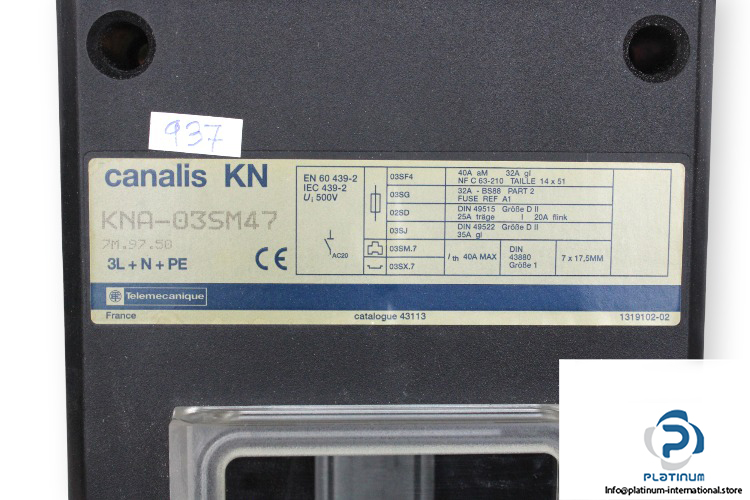 937
canalis KN
KNA-03SM47
7M.97.50
3L + N + PE
CE
EN 60 439-2
IEC 439-2
Ui 500V
AC20
03SF4
40A aM 32A gl
NF C 63-210 TAILLE 14 x 51
03SG
32A - BS88 PART 2
FUSE REF A1
02SD
DIN 49515 Größe D II
25A träge I 20A flink
03SJ
DIN 49522 Größe D II
35A gl
03SM.7
03SX.7
I th 40A MAX
DIN
43880
Größe 1
7 x 17,5MM
Telemecanique
France
catalogue 43113
1319102-02
PLATINUM
INTERNATIONAL
Info@platinum-international.store